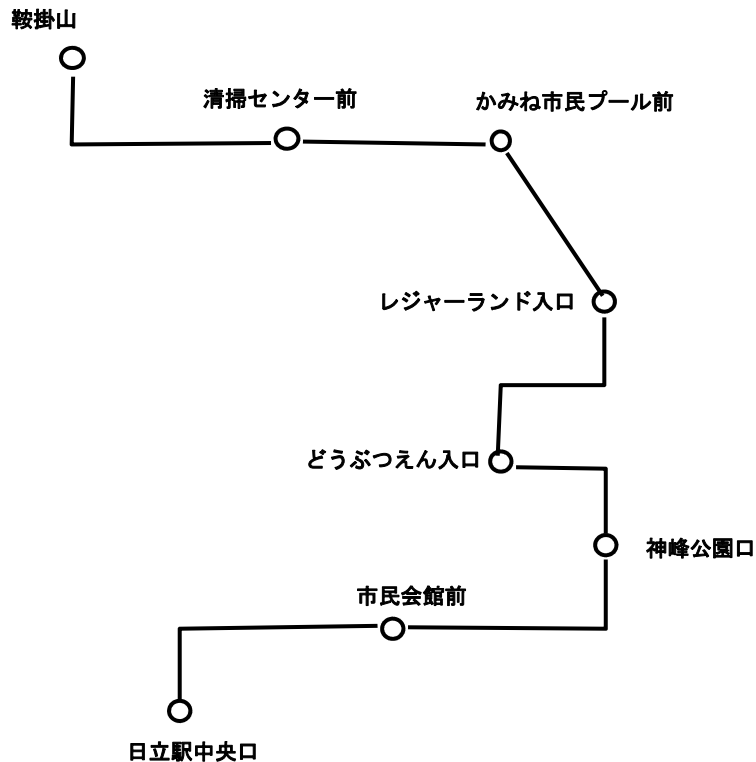 鞍掛山
清掃センター前
かみね市民プール前
レジャーランド入口
どうぶつえん入口
神峰公園口
市民会館前
日立駅中央口